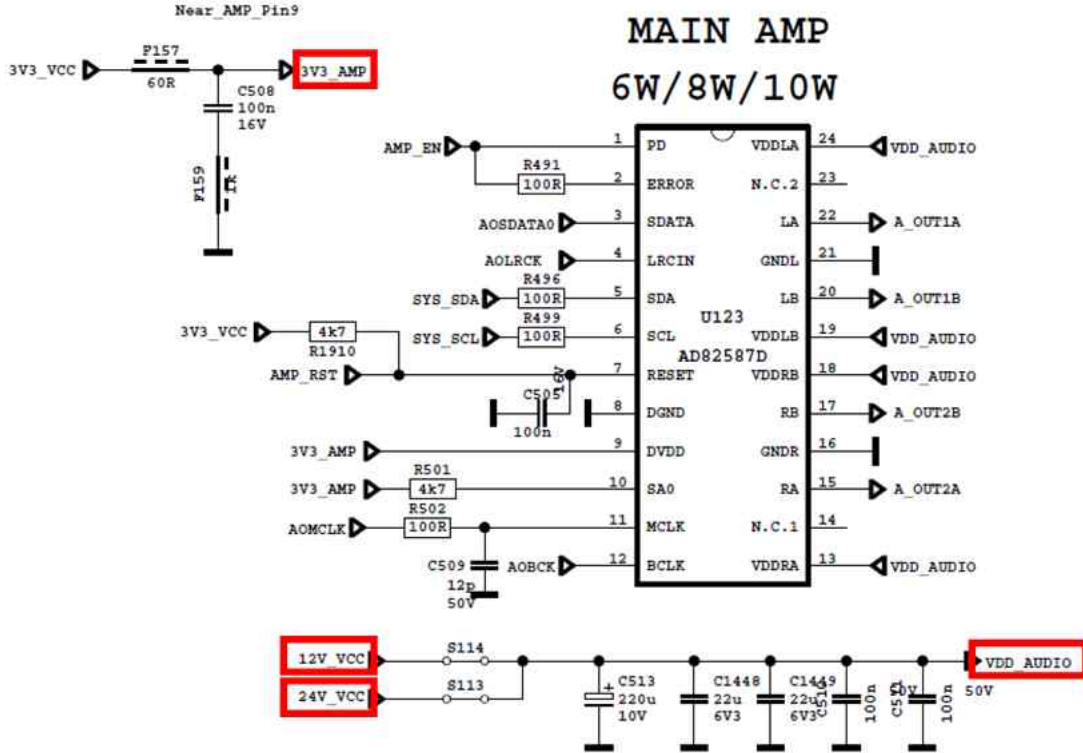 Near_AMP_Pin9
MAIN AMP
6W/8W/10W
F157
3V3_VCC
60R
3V3_AMP
C508
100n
16V
F159
1k
AMP_EN
1 PD
VDDLA 24
VDD_AUDIO
R491
100R
2 ERROR
N.C.2 23
AOSDATA0
3 SDATA
LA 22
A_OUT1A
AOLRCK
4 LRCIN
GNDL 21
R496
SYS_SDA
100R
5 SDA
LB 20
A_OUT1B
R499
SYS_SCL
100R
6 SCL
VDDLB 19
VDD_AUDIO
U123
AD82587D
3V3_VCC
4k7
R1910
AMP_RST
7 RESET
VDDRB 18
VDD_AUDIO
C505
16V
100n
8 DGND
RB 17
A_OUT2B
3V3_AMP
9 DVDD
GNDR 16
R501
3V3_AMP
4k7
10 SA0
RA 15
A_OUT2A
R502
AOMCLK
100R
11 MCLK
N.C.1 14
C509
12p
50V
AOBCK
12 BCLK
VDDRA 13
VDD_AUDIO
12V_VCC
S114
24V_VCC
S113
C513
220u
10V
C1448
22u
6V3
C1449
22u
6V3
100n
50V
100n
50V
VDD_AUDIO